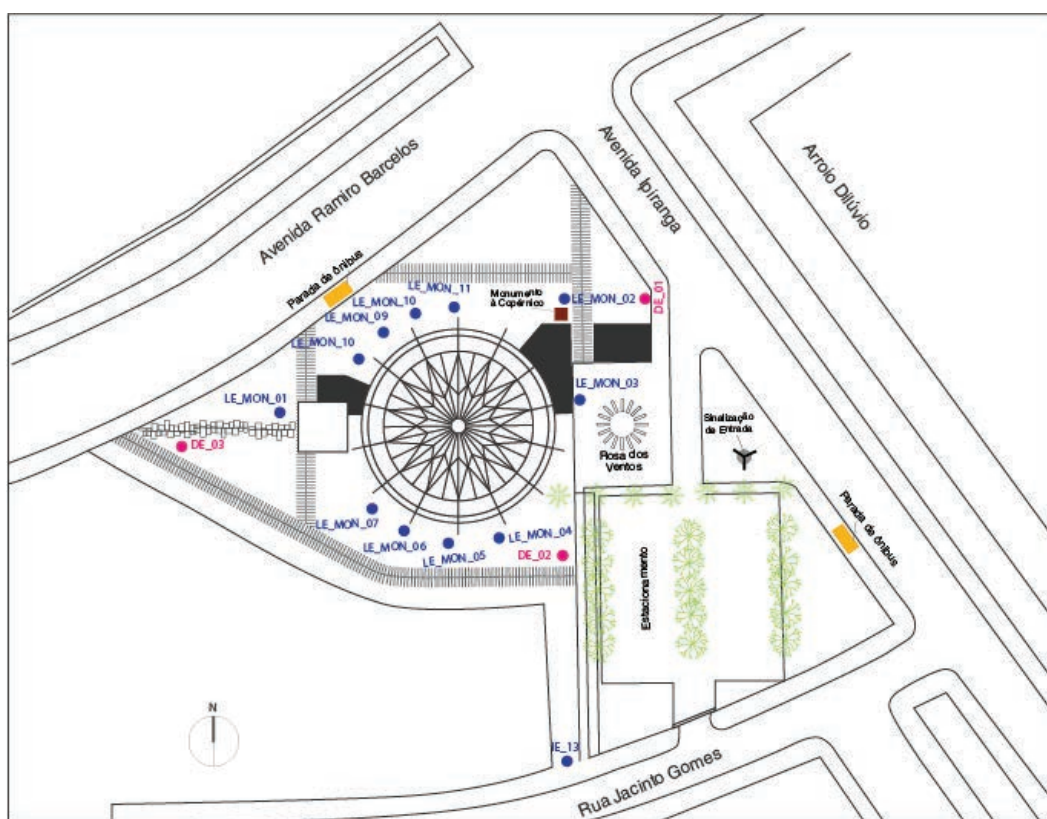 Avenida Ramiro Barcelos
Avenida Ipiranga
Arroio Dilúvio
Parada de ônibus
LE_MON_11
LE_MON_10
LE_MON_09
LE_MON_10
Monumento
à Copérnico
LE_MON_02
DE_01
LE_MON_01
DE_03
LE_MON_03
Rosa dos
Ventos
Sinalização
de Entrada
Parada de ônibus
LE_MON_07
LE_MON_06
LE_MON_05
LE_MON_04
DE_02
Estacionamento
N
IE_13
Rua Jacinto Gomes